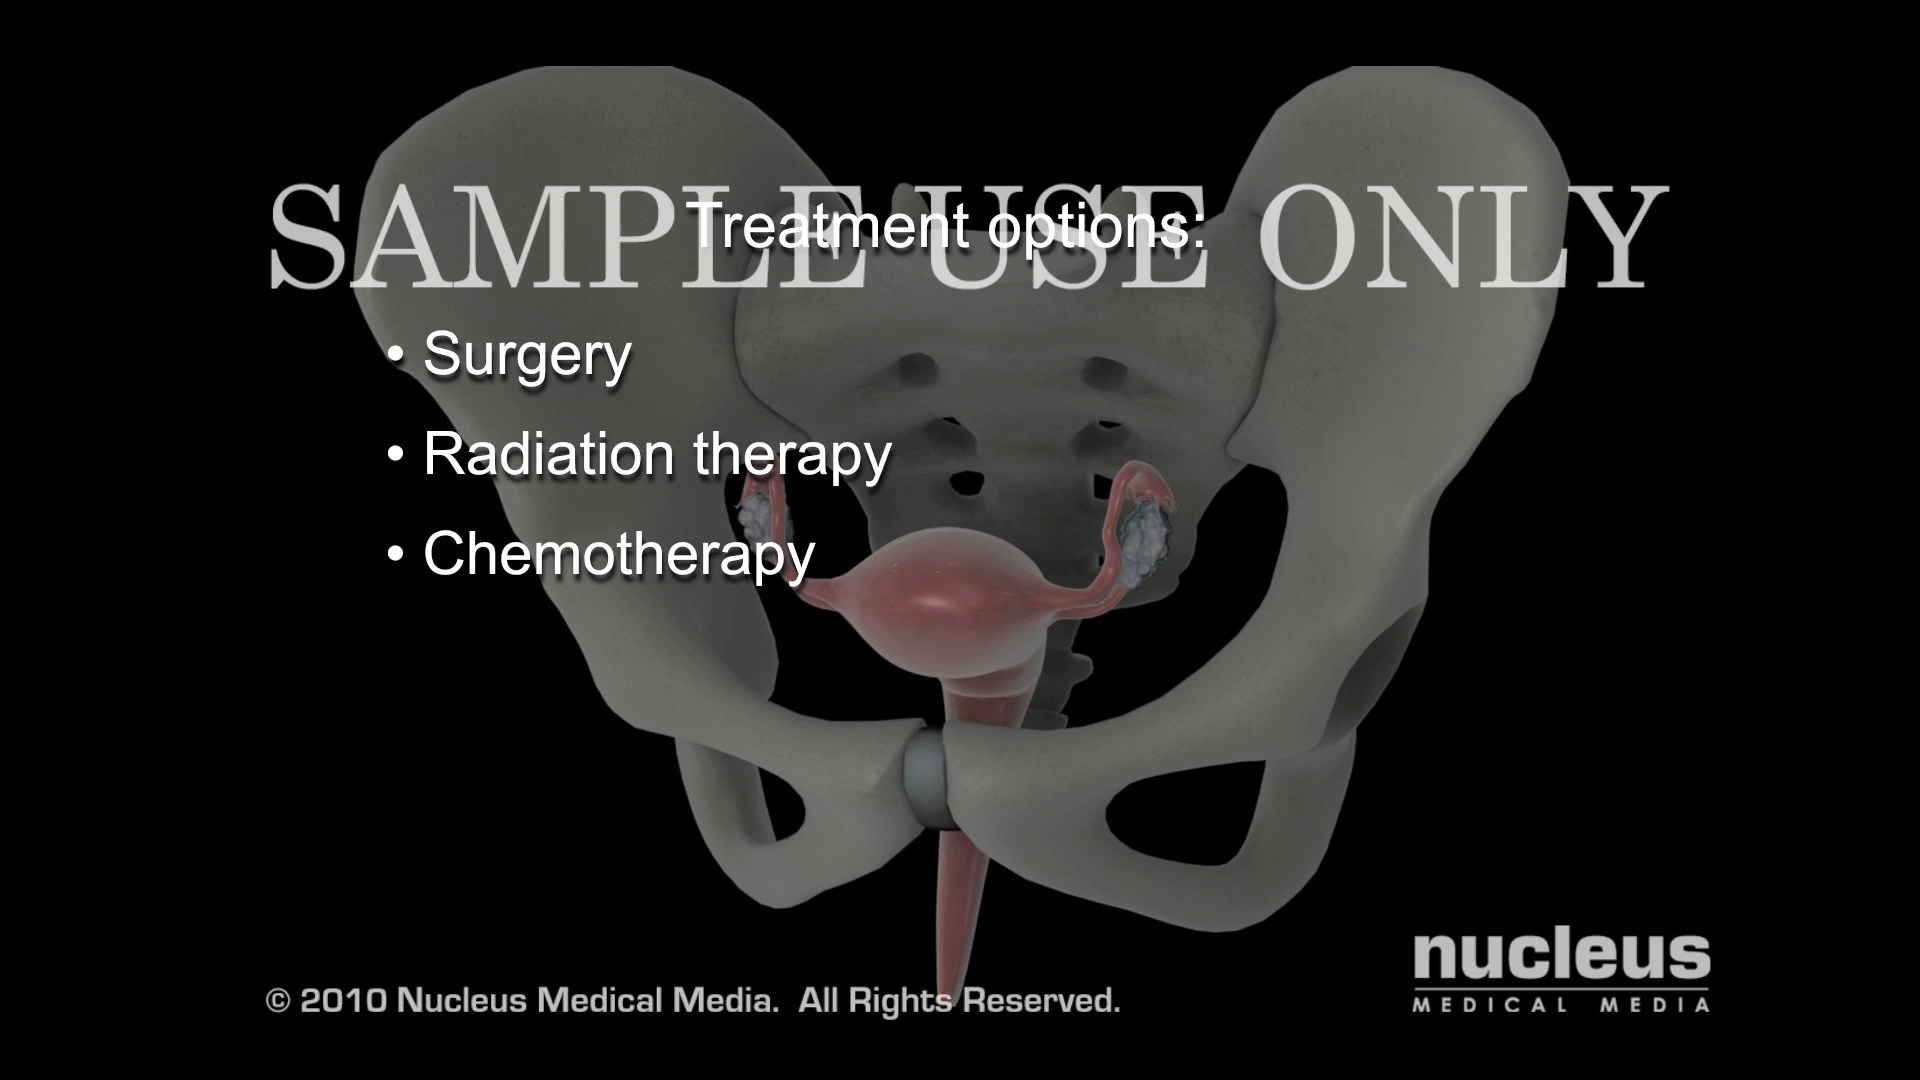 SAMPLE USE ONLY
Treatment options:
• Surgery
• Radiation therapy
• Chemotherapy
nucleus
MEDICAL MEDIA
© 2010 Nucleus Medical Media. All Rights Reserved.